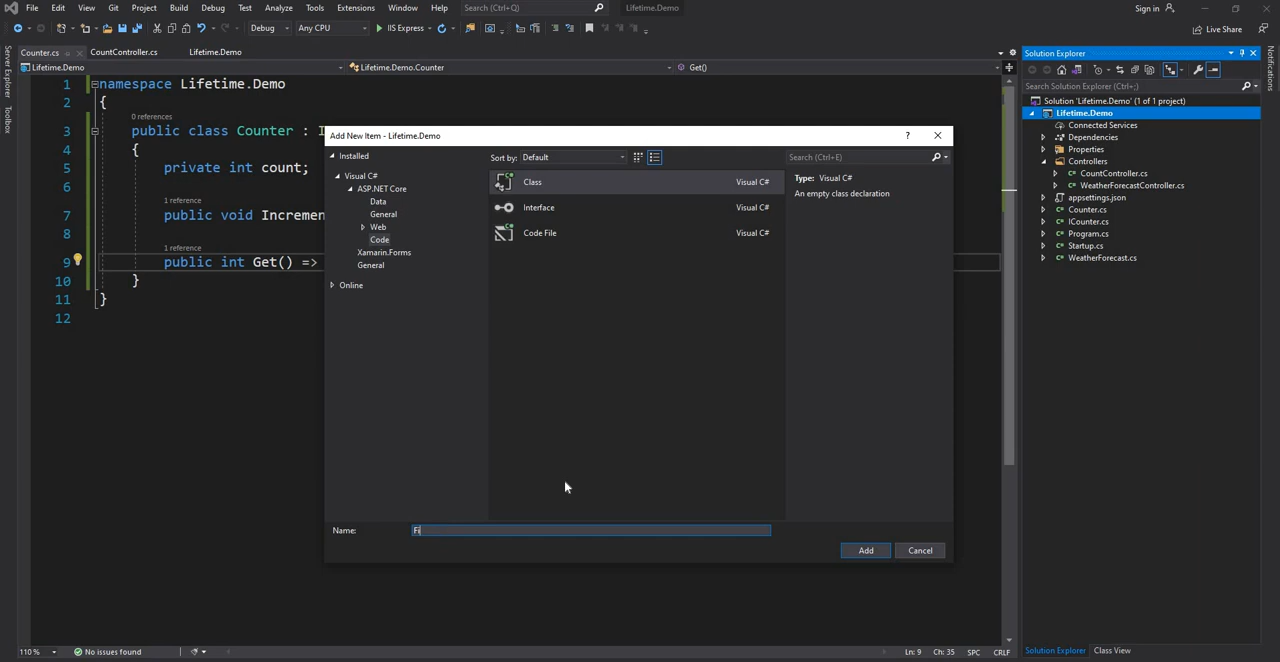 File Edit View Git Project Build Debug Test Analyze Tools Extensions Window Help Search (Ctrl+Q) Lifetime.Demo Sign in
Debug Any CPU IIS Express Live Share
Server Explorer
Toolbox
Notifications
Counter.cs CountController.cs Lifetime.Demo
Lifetime.Demo Lifetime.Demo.Counter Get()
1 namespace Lifetime.Demo
2 {
0 references
3 public class Counter :
4 {
5 private int count;
6
1 reference
7 public void Incremen
8
1 reference
9 public int Get() =>
10 }
11 }
12
Add New Item - Lifetime.Demo
Installed
Visual C#
ASP.NET Core
Data
General
Web
Code
Xamarin.Forms
General
Online
Sort by: Default
Class Visual C#
Interface Visual C#
Code File Visual C#
Search (Ctrl+E)
Type: Visual C#
An empty class declaration
Name: Fi
Add Cancel
Solution Explorer
Search Solution Explorer (Ctrl+;)
Solution 'Lifetime.Demo' (1 of 1 project)
Lifetime.Demo
Connected Services
Dependencies
Properties
Controllers
CountController.cs
WeatherForecastController.cs
appsettings.json
Counter.cs
ICounter.cs
Program.cs
Startup.cs
WeatherForecast.cs
110 % No issues found Ln: 9 Ch: 35 SPC CRLF
Solution Explorer Class View